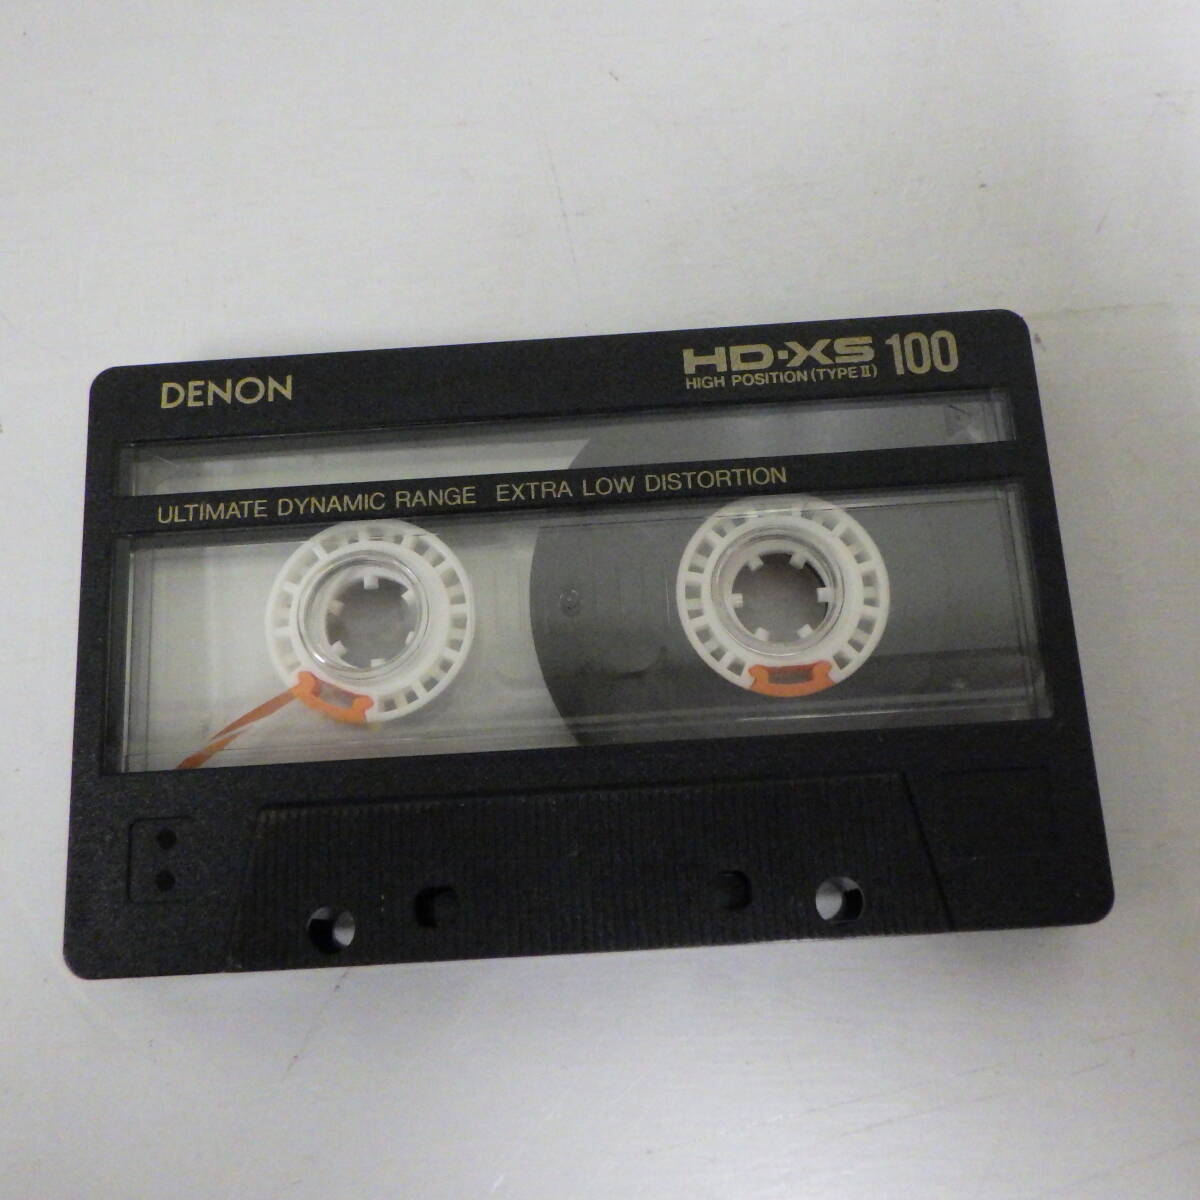 DENON
HD·XS 100
HIGH POSITION (TYPE II)
ULTIMATE DYNAMIC RANGE EXTRA LOW DISTORTION